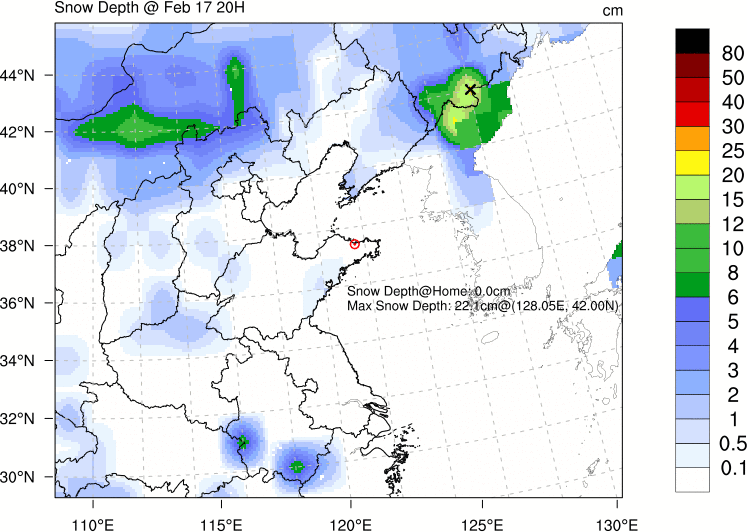 Snow Depth @ Feb 17 20H
cm
44°N
42°N
40°N
38°N
36°N
34°N
32°N
30°N
110°E
115°E
120°E
125°E
130°E
Snow Depth@Home: 0.0cm
Max Snow Depth: 22.1cm@(128.05E, 42.00N)
80
50
40
30
25
20
15
12
10
8
6
5
4
3
2
1
0.5
0.1